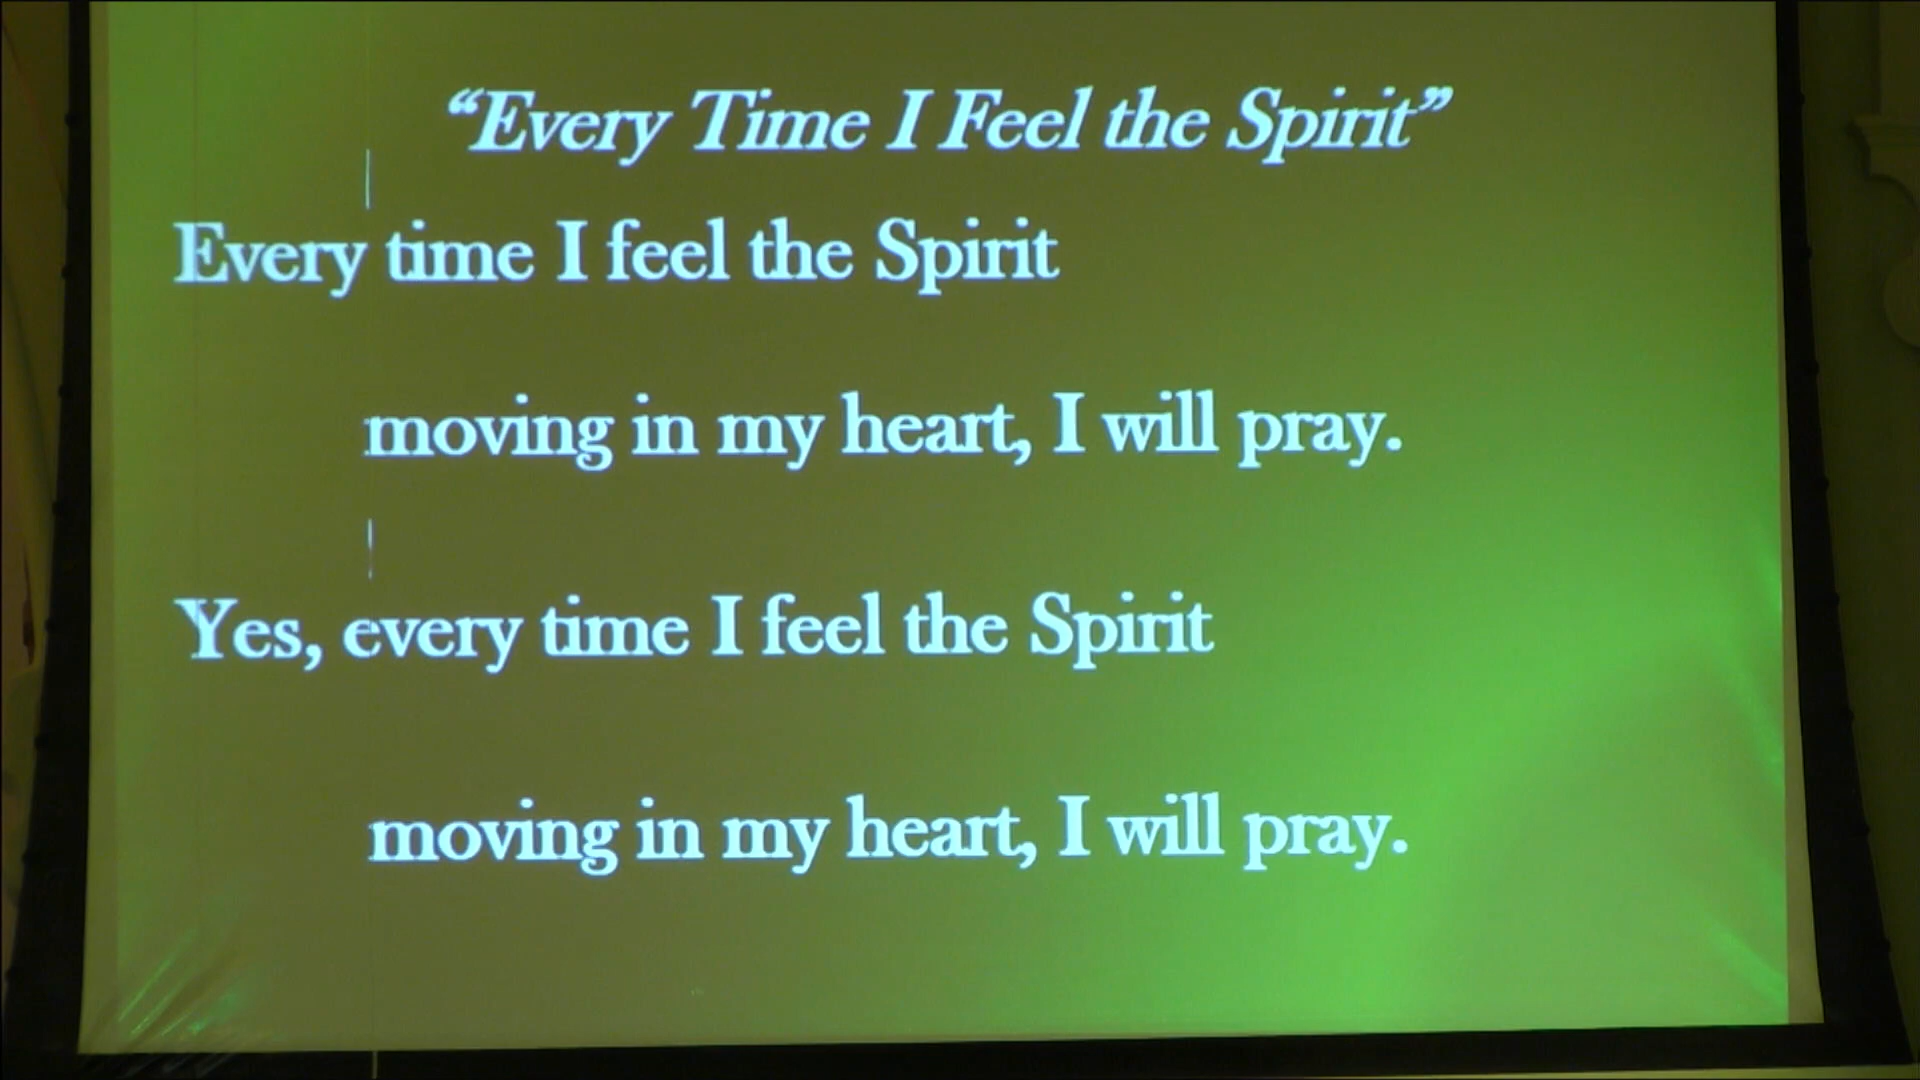 “Every Time I Feel the Spirit”
Every time I feel the Spirit
moving in my heart, I will pray.
Yes, every time I feel the Spirit
moving in my heart, I will pray.